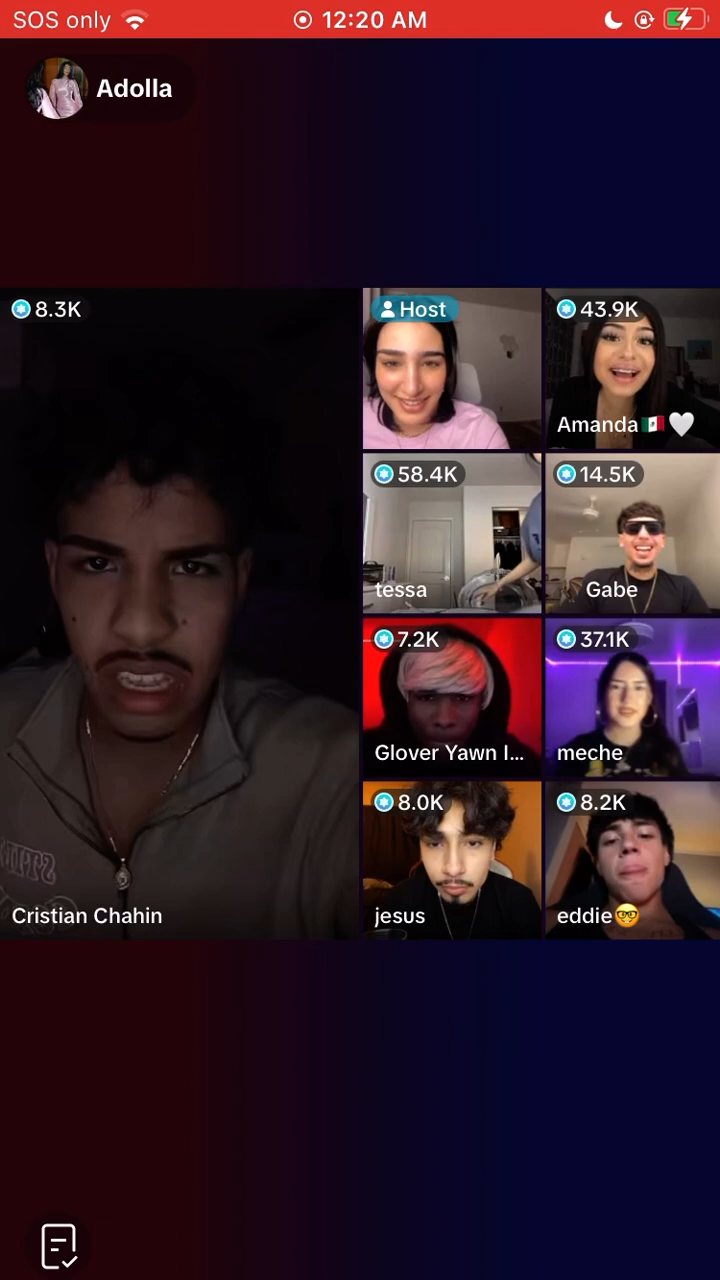 SOS only
12:20 AM
Adolla
8.3K
Host
43.9K
Amanda🇲🇽🤍
58.4K
14.5K
tessa
Gabe
7.2K
37.1K
Glover Yawn I...
meche
8.0K
8.2K
Cristian Chahin
jesus
eddie🤓